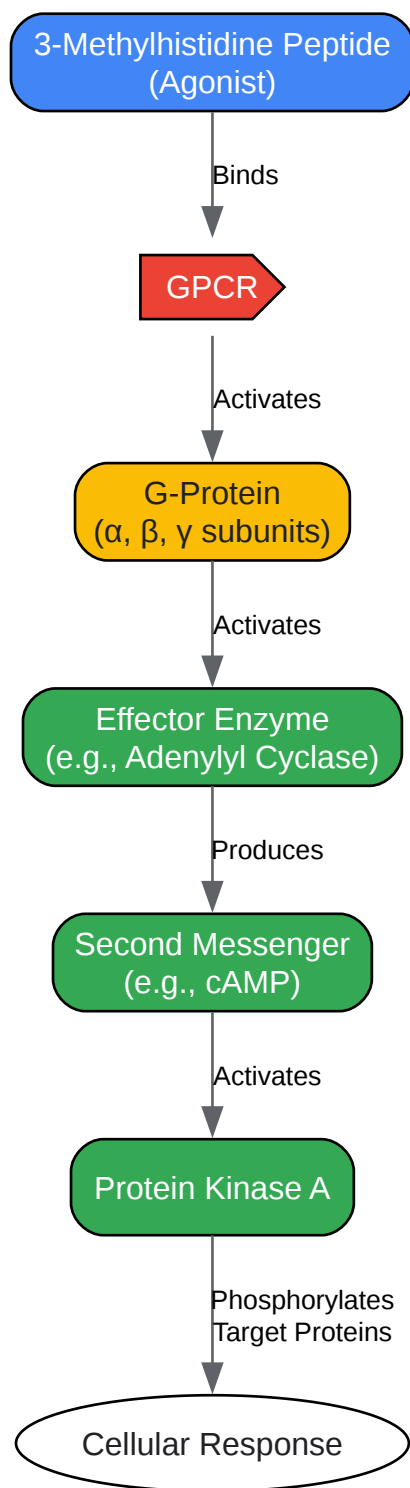 3-Methylhistidine Peptide
(Agonist)
Binds
GPCR
Activates
G-Protein
(α, β, γ subunits)
Activates
Effector Enzyme
(e.g., Adenylyl Cyclase)
Produces
Second Messenger
(e.g., cAMP)
Activates
Protein Kinase A
Phosphorylates
Target Proteins
Cellular Response